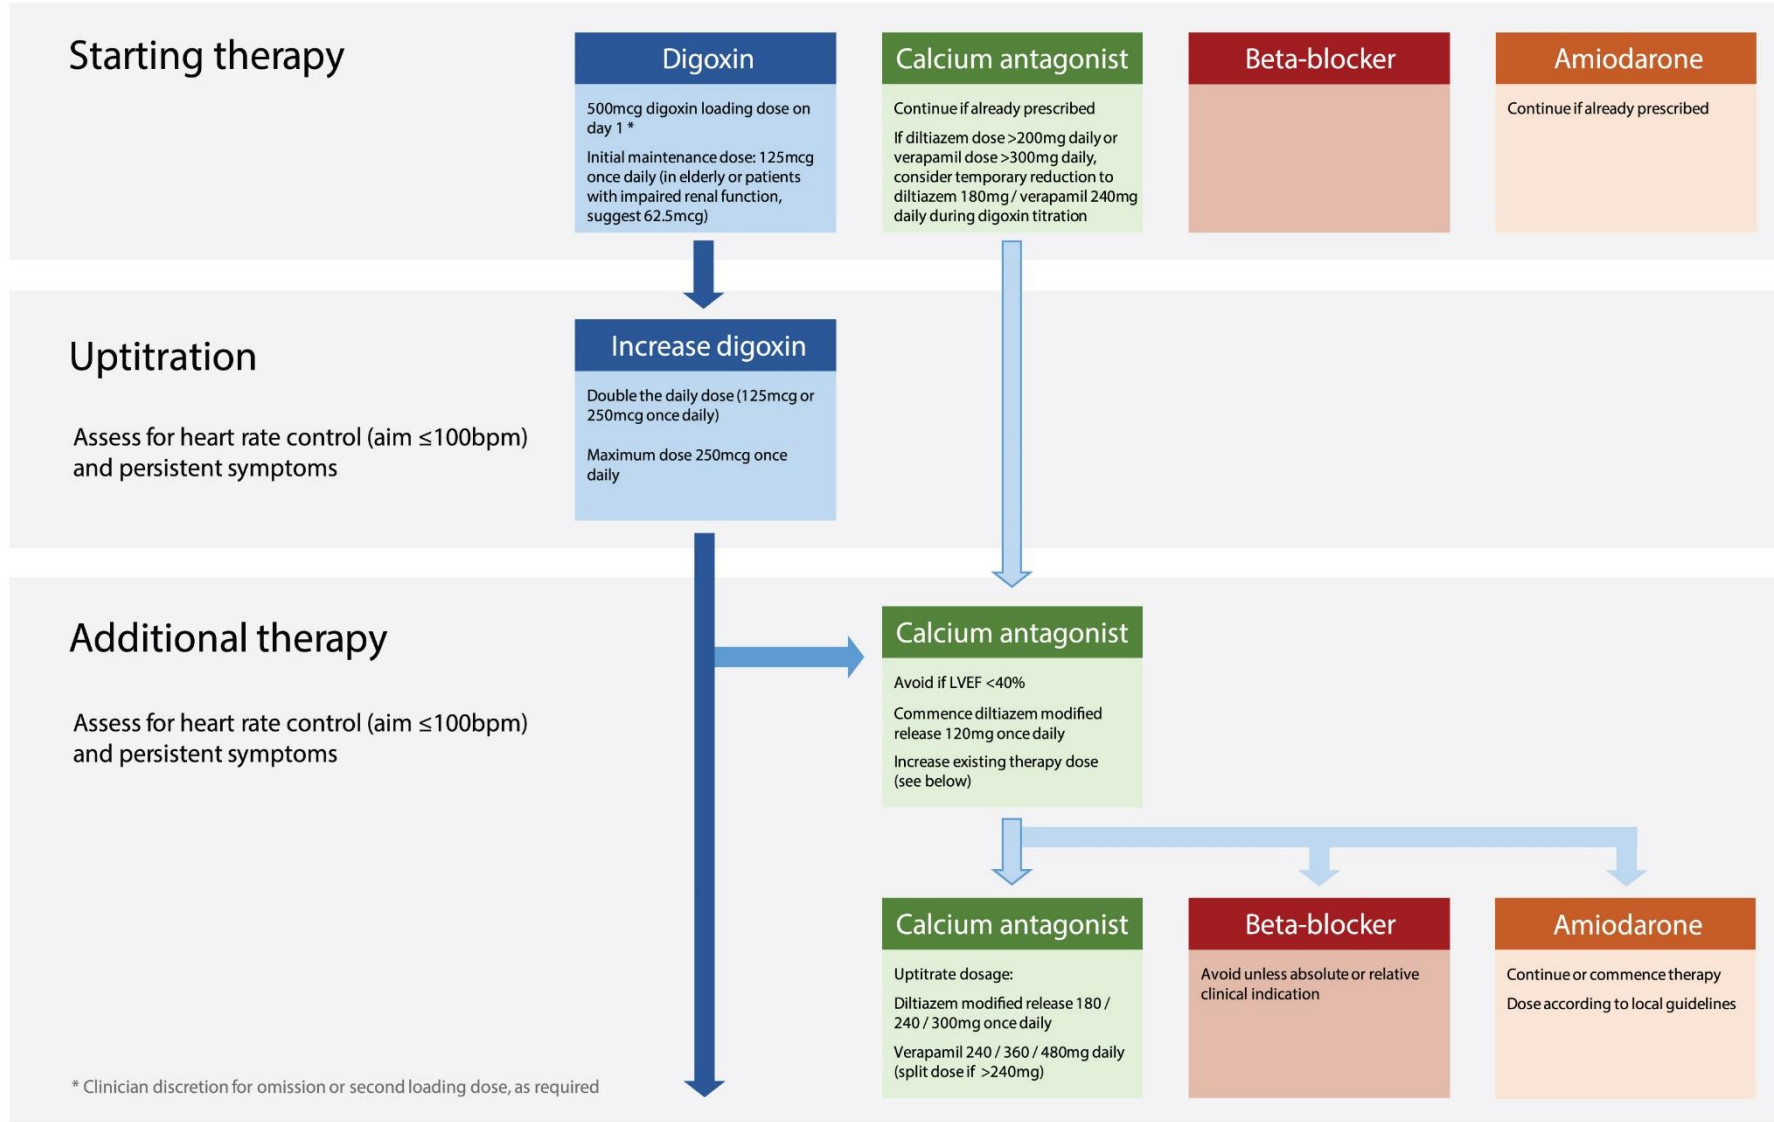 Starting therapy
Digoxin
500mcg digoxin loading dose on
day 1 *
Initial maintenance dose: 125mcg
once daily (in elderly or patients
with impaired renal function,
suggest 62.5mcg)
Calcium antagonist
Continue if already prescribed
If diltiazem dose >200mg daily or
verapamil dose >300mg daily,
consider temporary reduction to
diltiazem 180mg / verapamil 240mg
daily during digoxin titration
Beta-blocker
Amiodarone
Continue if already prescribed
Uptitration
Assess for heart rate control (aim ≤100bpm)
and persistent symptoms
Increase digoxin
Double the daily dose (125mcg or
250mcg once daily)
Maximum dose 250mcg once
daily
Additional therapy
Assess for heart rate control (aim ≤100bpm)
and persistent symptoms
Calcium antagonist
Avoid if LVEF <40%
Commence diltiazem modified
release 120mg once daily
Increase existing therapy dose
(see below)
Calcium antagonist
Uptitrate dosage:
Diltiazem modified release 180 /
240 / 300mg once daily
Verapamil 240 / 360 / 480mg daily
(split dose if >240mg)
Beta-blocker
Avoid unless absolute or relative
clinical indication
Amiodarone
Continue or commence therapy
Dose according to local guidelines
* Clinician discretion for omission or second loading dose, as required